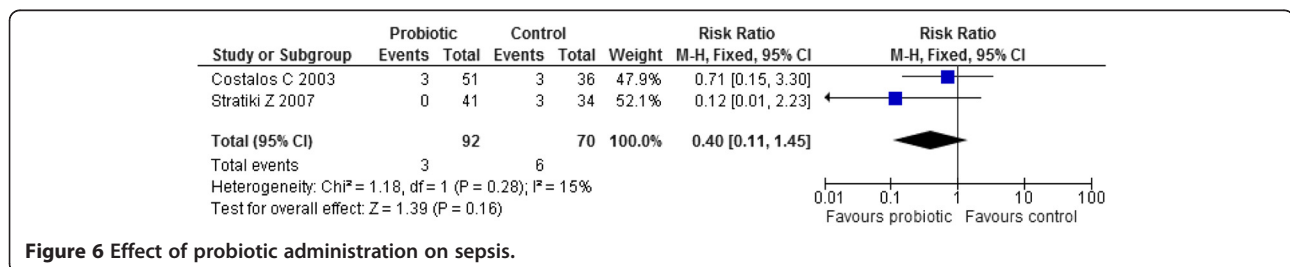 Probiotic Control Risk Ratio Risk Ratio
Study or Subgroup Events Total Events Total Weight M-H, Fixed, 95% CI M-H, Fixed, 95% CI
Costalos C 2003 3 51 3 36 47.9% 0.71 [0.15, 3.30]
Stratiki Z 2007 0 41 3 34 52.1% 0.12 [0.01, 2.23]
Total (95% CI) 92 70 100.0% 0.40 [0.11, 1.45]
Total events 3 6
Heterogeneity: Chi² = 1.18, df = 1 (P = 0.28); I² = 15%
Test for overall effect: Z = 1.39 (P = 0.16)
0.01 0.1 1 10 100
Favours probiotic Favours control
Figure 6 Effect of probiotic administration on sepsis.